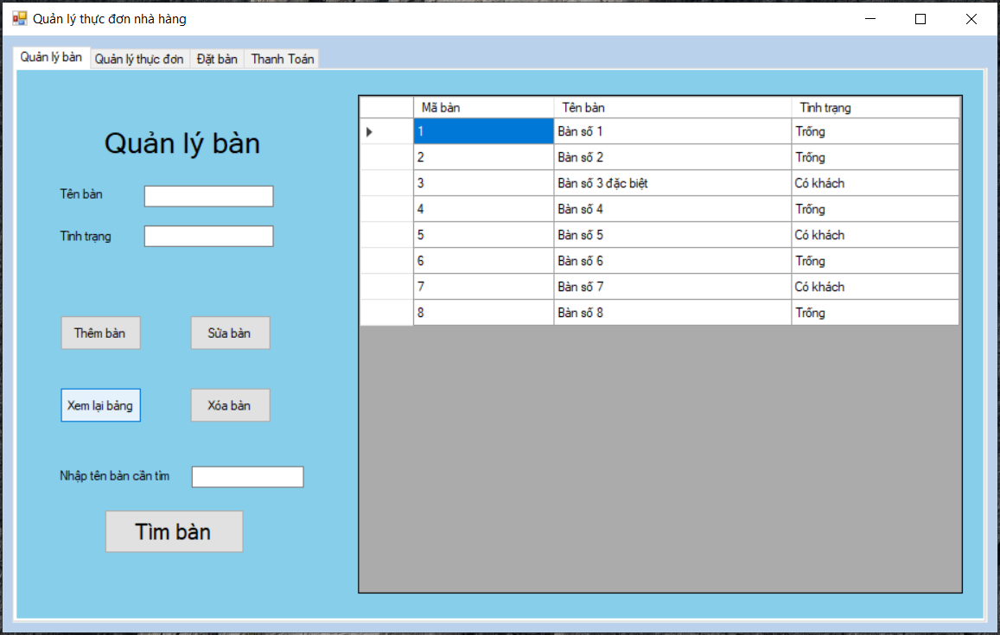 Quản lý thực đơn nhà hàng
Quản lý bàn Quản lý thực đơn Đặt bàn Thanh Toán
Quản lý bàn
Tên bàn
Tình trạng
Thêm bàn Sửa bàn
Xem lại bảng Xóa bàn
Nhập tên bàn cần tìm
Tìm bàn
Mã bàn Tên bàn Tình trạng
1 Bàn số 1 Trống
2 Bàn số 2 Trống
3 Bàn số 3 đặc biệt Có khách
4 Bàn số 4 Trống
5 Bàn số 5 Có khách
6 Bàn số 6 Trống
7 Bàn số 7 Có khách
8 Bàn số 8 Trống